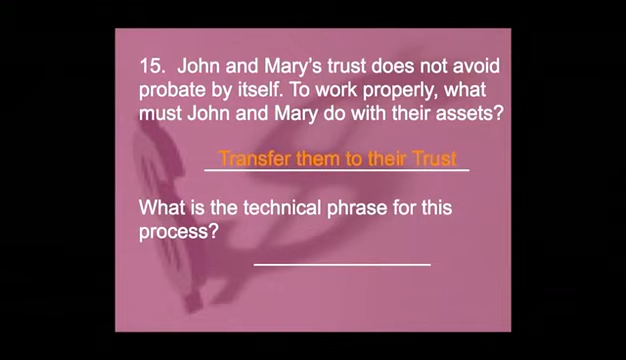 15. John and Mary's trust does not avoid
probate by itself. To work properly, what
must John and Mary do with their assets?
Transfer them to their Trust
What is the technical phrase for this
process?